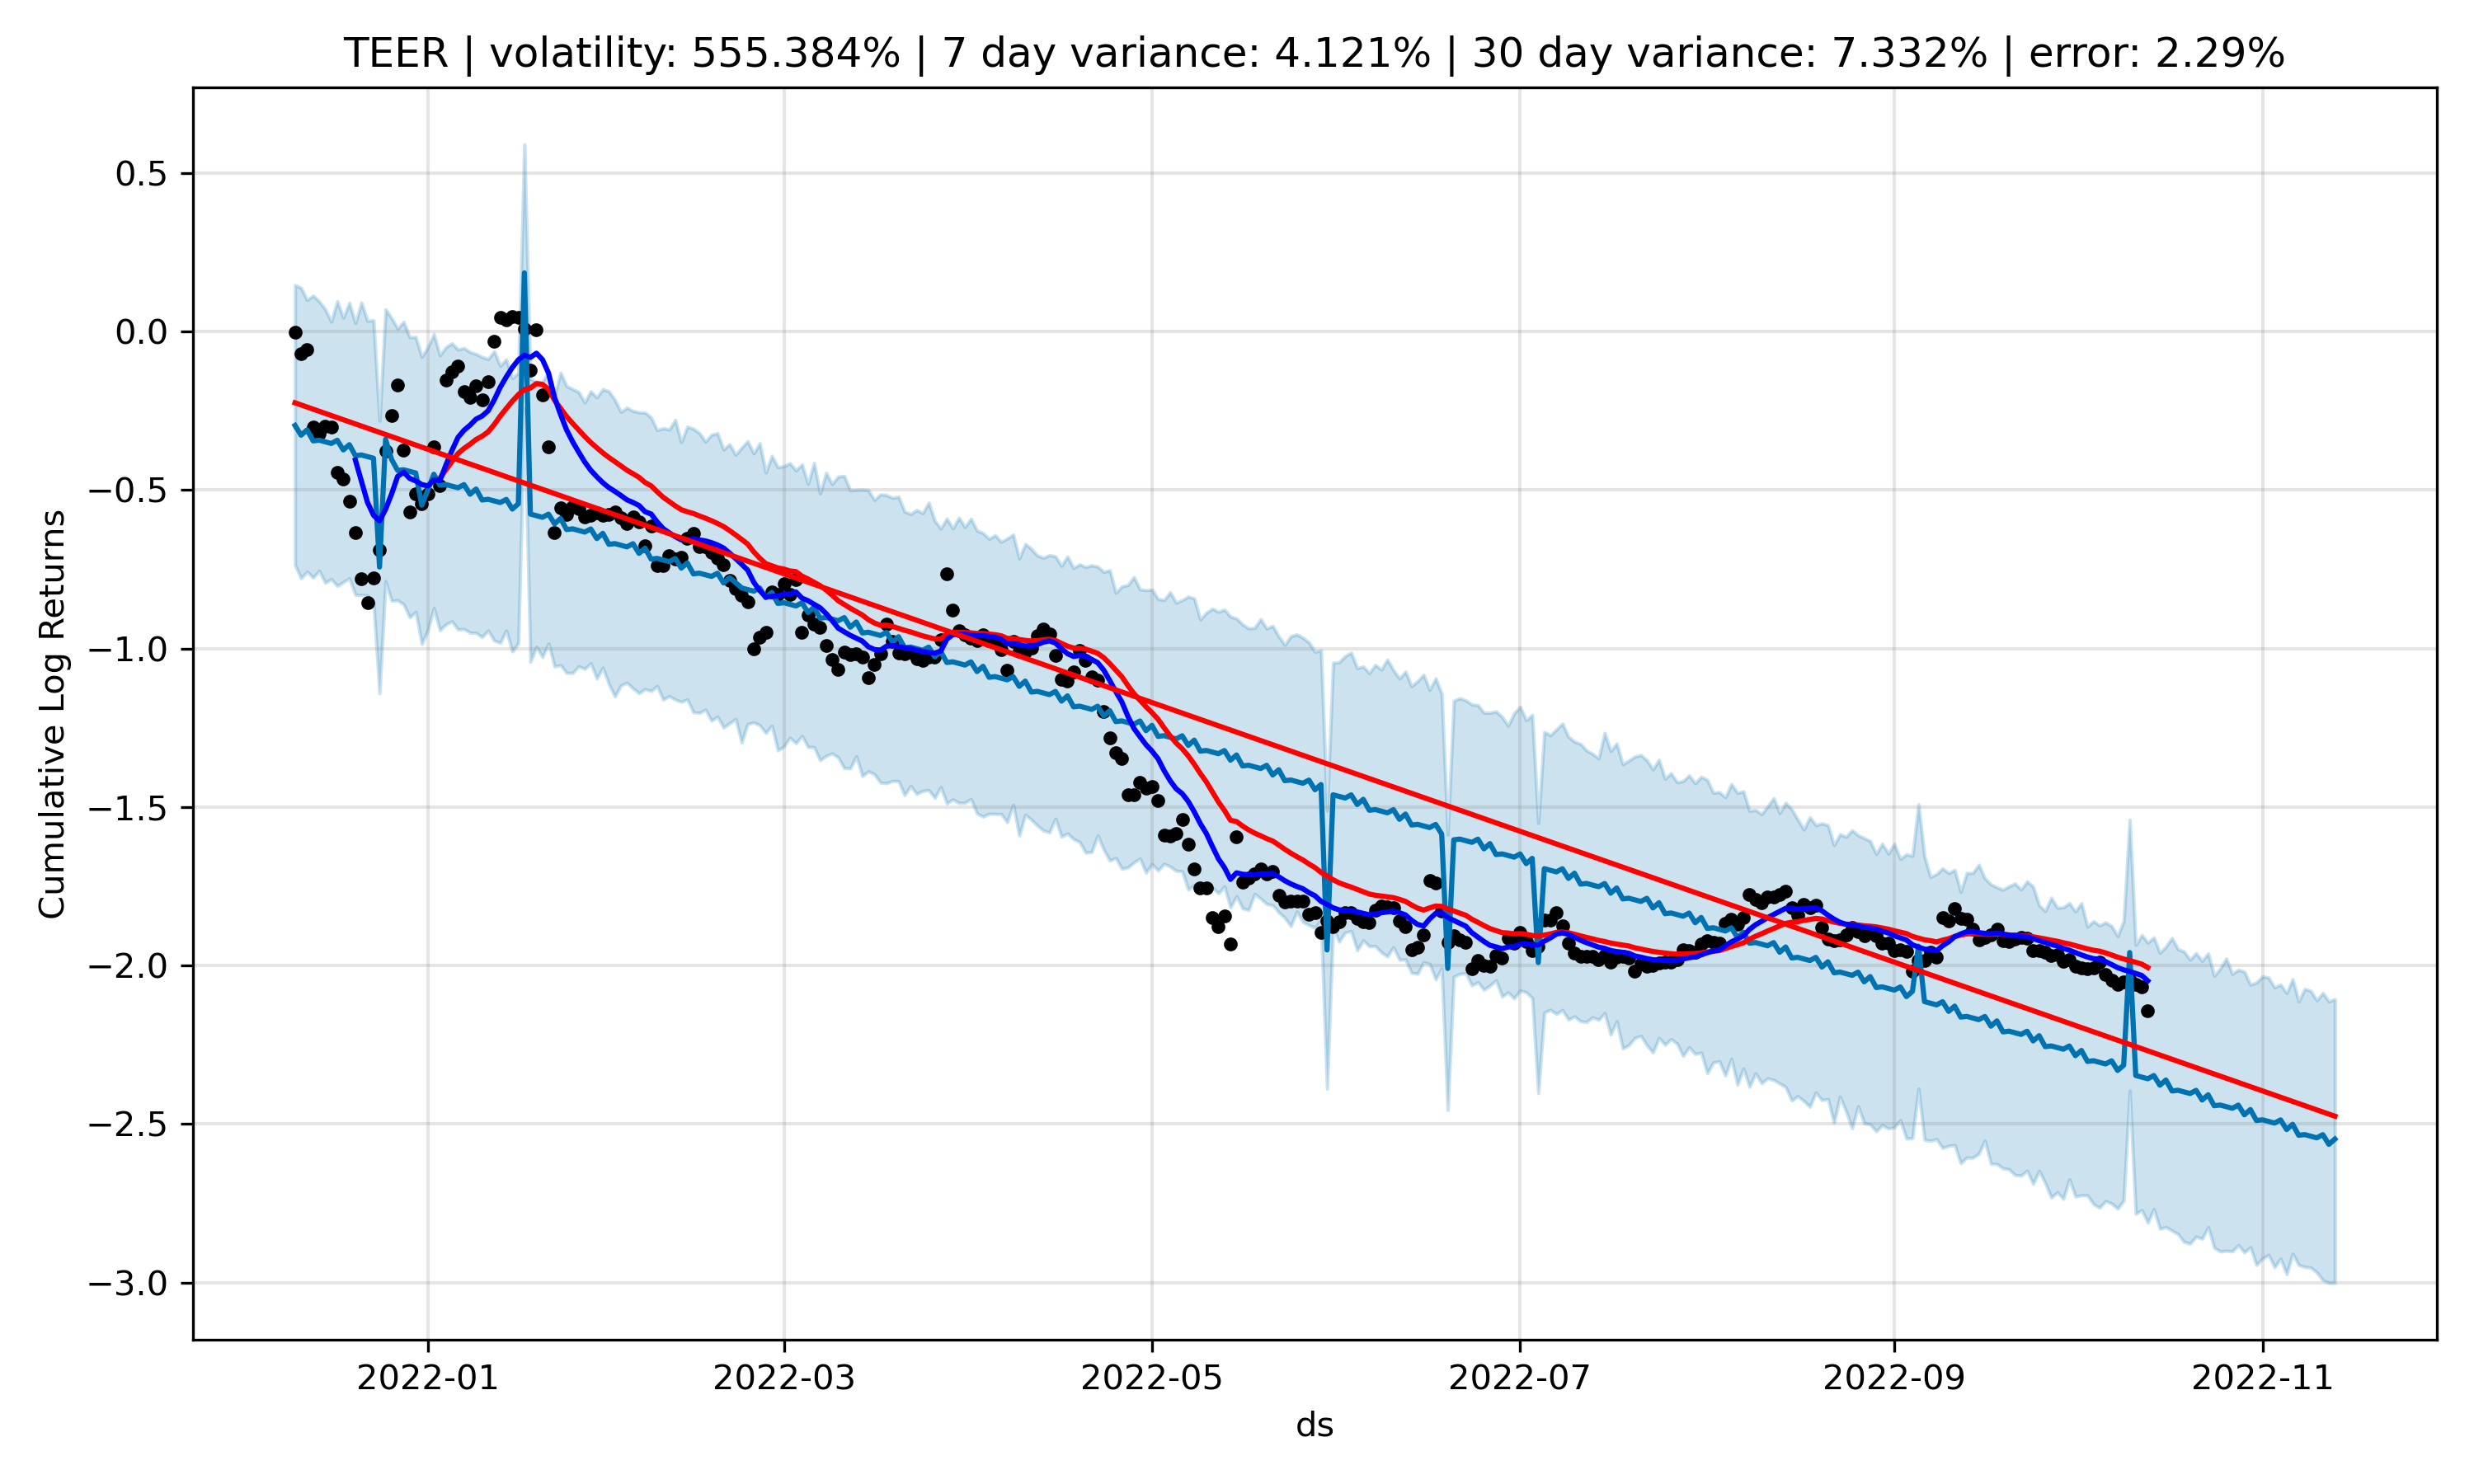 TEER | volatility: 555.384% | 7 day variance: 4.121% | 30 day variance: 7.332% | error: 2.29%
Cumulative Log Returns
0.5
0.0
−0.5
−1.0
−1.5
−2.0
−2.5
−3.0
2022-01 2022-03 2022-05 2022-07 2022-09 2022-11
ds